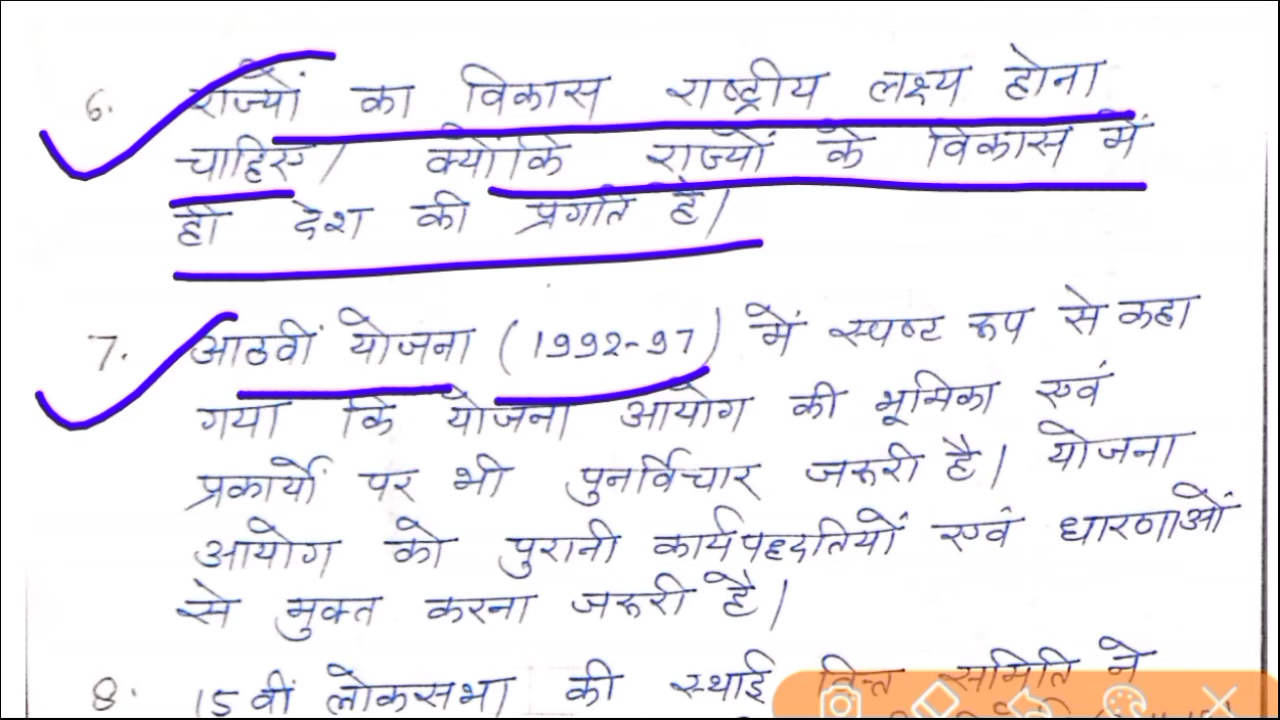 6. राज्यों का विकास राष्ट्रीय लक्ष्य होना
चाहिए। क्योंकि राज्यों के विकास में
ही देश की प्रगति है।
7. आठवीं योजना (1992-97) में स्पष्ट रूप से कहा
गया कि योजना आयोग की भूमिका एवं
प्रकार्यों पर भी पुनर्विचार जरूरी है। योजना
आयोग को पुरानी कार्यपद्दतियों एवं धारणाओं
से मुक्त करना जरूरी है।
8. 15वीं लोकसभा की स्थाई वित्त समिति ने